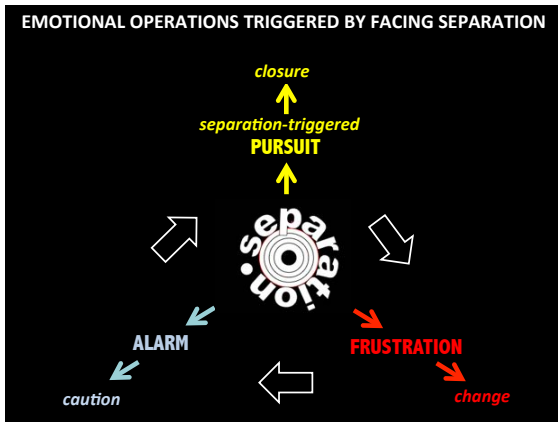 EMOTIONAL OPERATIONS TRIGGERED BY FACING SEPARATION
closure
separation-triggered
PURSUIT
separation•
ALARM
FRUSTRATION
caution
change